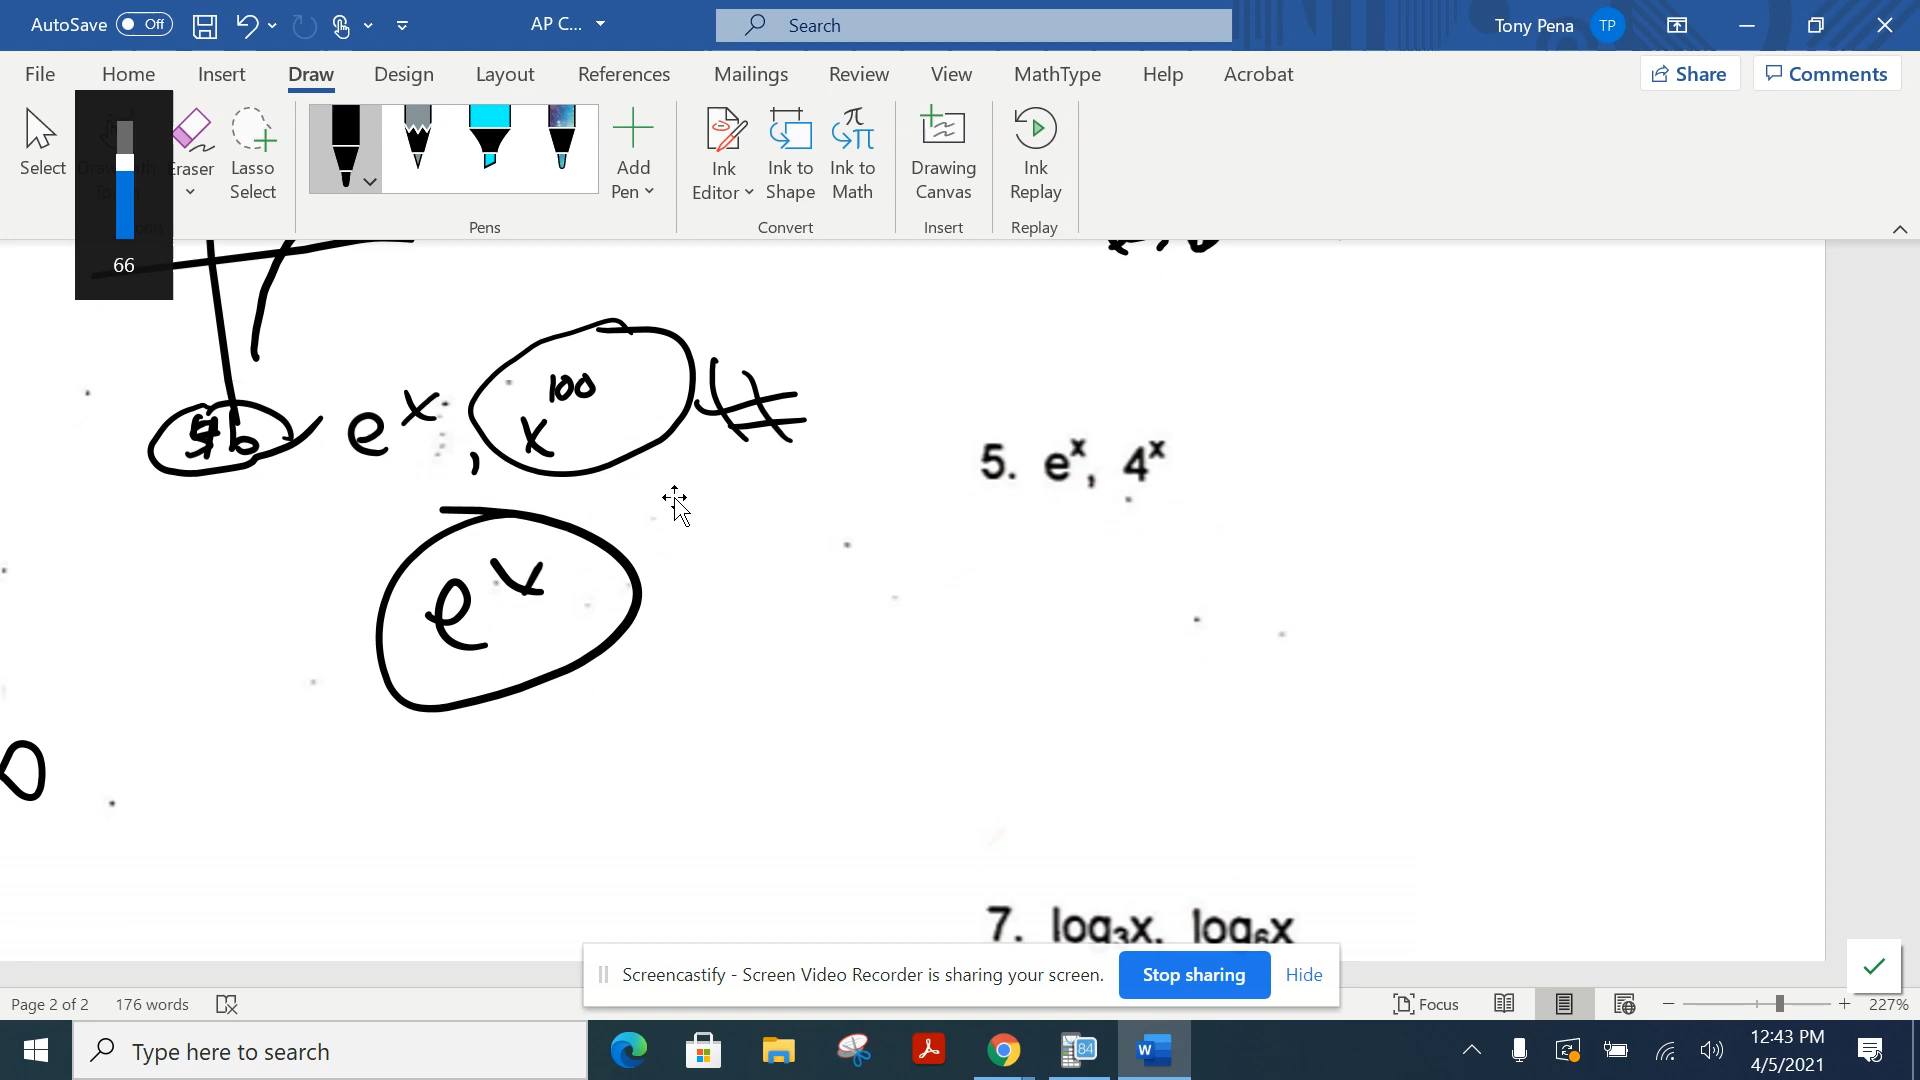 AutoSave Off AP C... Search Tony Pena TP
File Home Insert Draw Design Layout References Mailings Review View MathType Help Acrobat Share Comments
Select Eraser Lasso Select Add Pen Ink Editor Ink to Shape Ink to Math Drawing Canvas Ink Replay
Pens Convert Insert Replay
66
e^x, x^100
5. e^x, 4^x
e^x
7. log₃x, log₆x
Screencastify - Screen Video Recorder is sharing your screen. Stop sharing Hide
Page 2 of 2 176 words Focus 227%
Type here to search 84 12:43 PM
4/5/2021